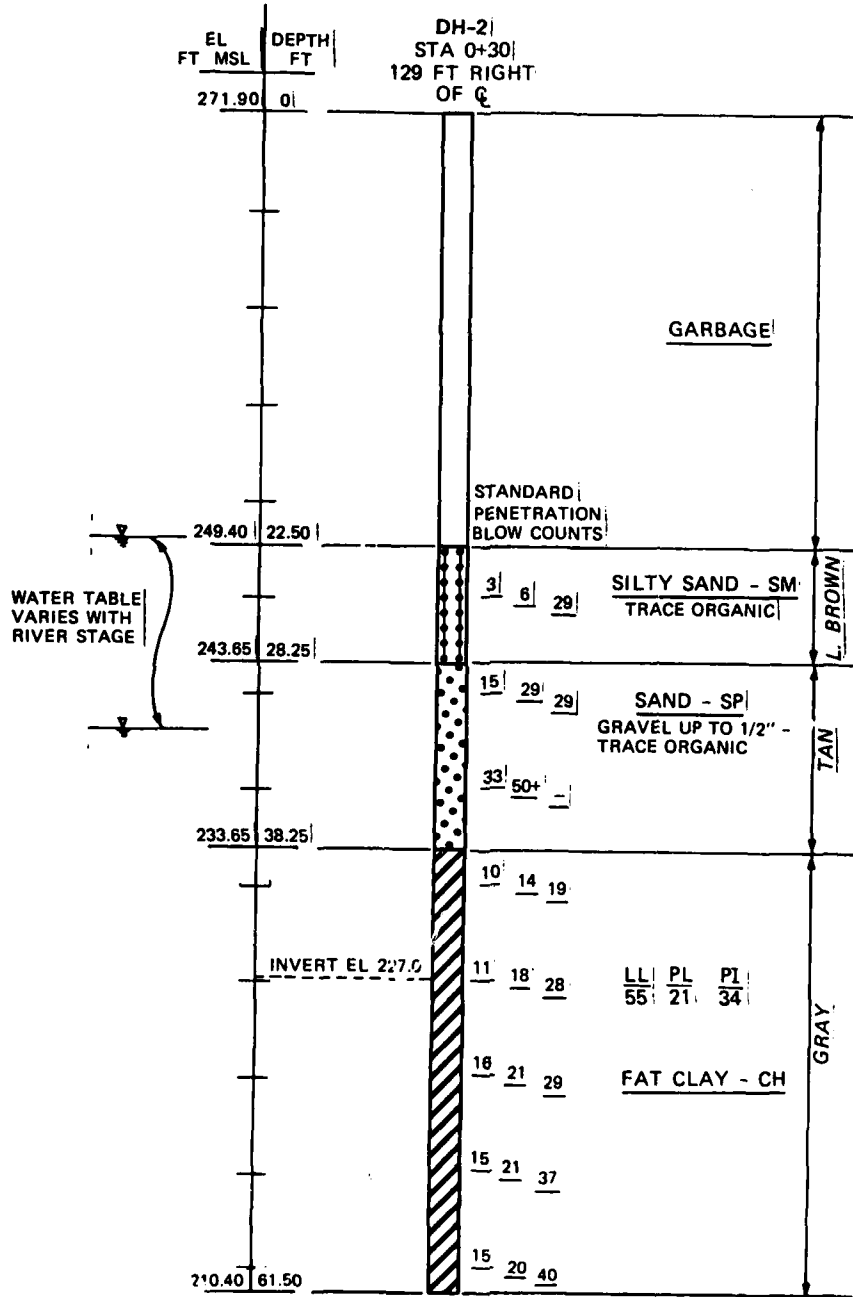 DH-2
STA 0+30
129 FT RIGHT
OF ℄
EL DEPTH
FT MSL FT
271.90 0
GARBAGE
STANDARD
PENETRATION
BLOW COUNTS
249.40 22.50
WATER TABLE
VARIES WITH
RIVER STAGE
3 6 29
SILTY SAND - SM
TRACE ORGANIC
L. BROWN
243.65 28.25
15 29 29
SAND - SP
GRAVEL UP TO 1/2" -
TRACE ORGANIC
TAN
33 50+ -
233.65 38.25
10 14 19
INVERT EL 227.0
11 18 28
LL PL PI
55 21 34
GRAY
16 21 29
FAT CLAY - CH
15 21 37
15 20 40
210.40 61.50